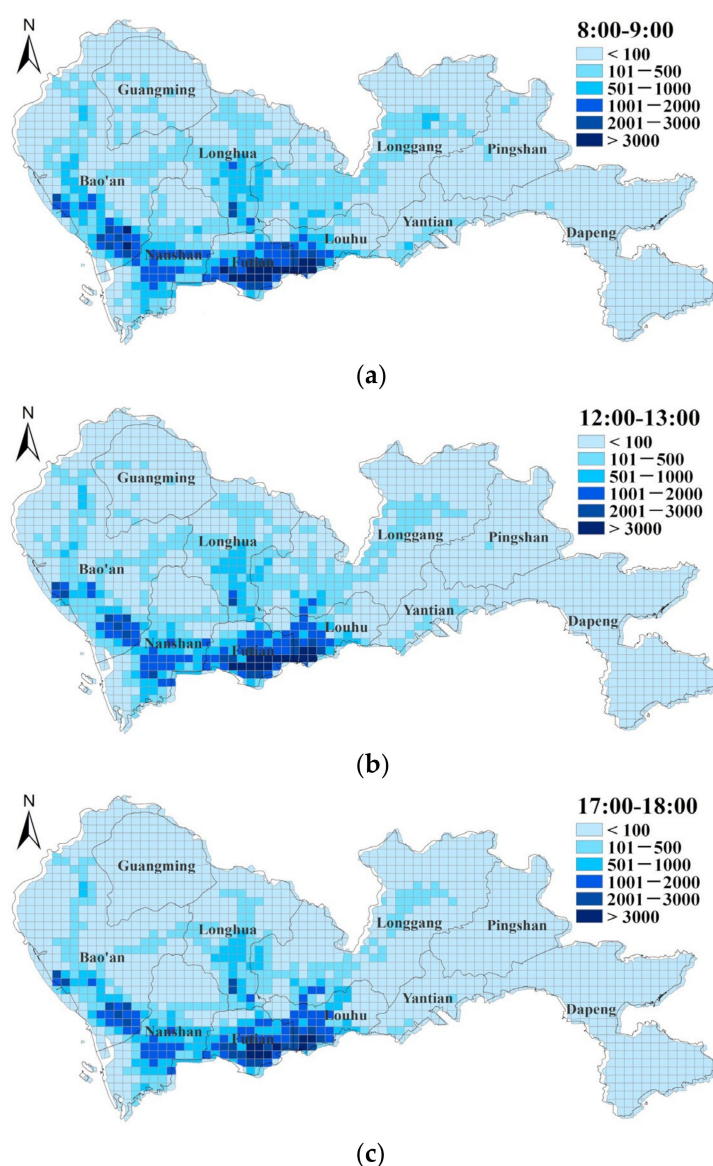 N
8:00-9:00
< 100
101－500
501－1000
1001－2000
2001－3000
> 3000
Guangming
Longhua
Longgang
Pingshan
Bao'an
Yantian
Louhu
Dapeng
Nanshan
Futian
(a)
N
12:00-13:00
< 100
101－500
501－1000
1001－2000
2001－3000
> 3000
Guangming
Longhua
Longgang
Pingshan
Bao'an
Yantian
Louhu
Dapeng
Nanshan
Futian
(b)
N
17:00-18:00
< 100
101－500
501－1000
1001－2000
2001－3000
> 3000
Guangming
Longhua
Longgang
Pingshan
Bao'an
Yantian
Louhu
Dapeng
Nanshan
Futian
(c)